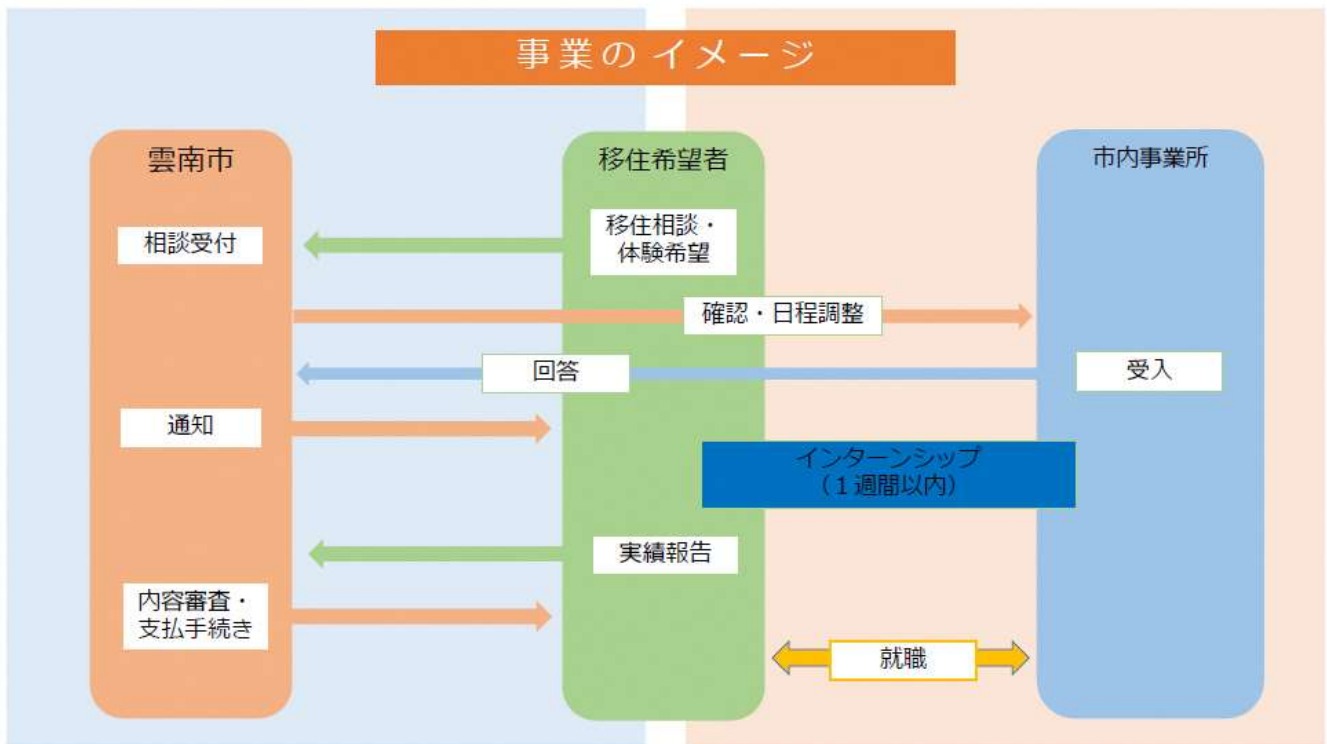 事業のイメージ
雲南市
移住希望者
市内事業所
相談受付
移住相談・
体験希望
確認・日程調整
回答
受入
通知
インターンシップ
（１週間以内）
実績報告
内容審査・
支払手続き
就職